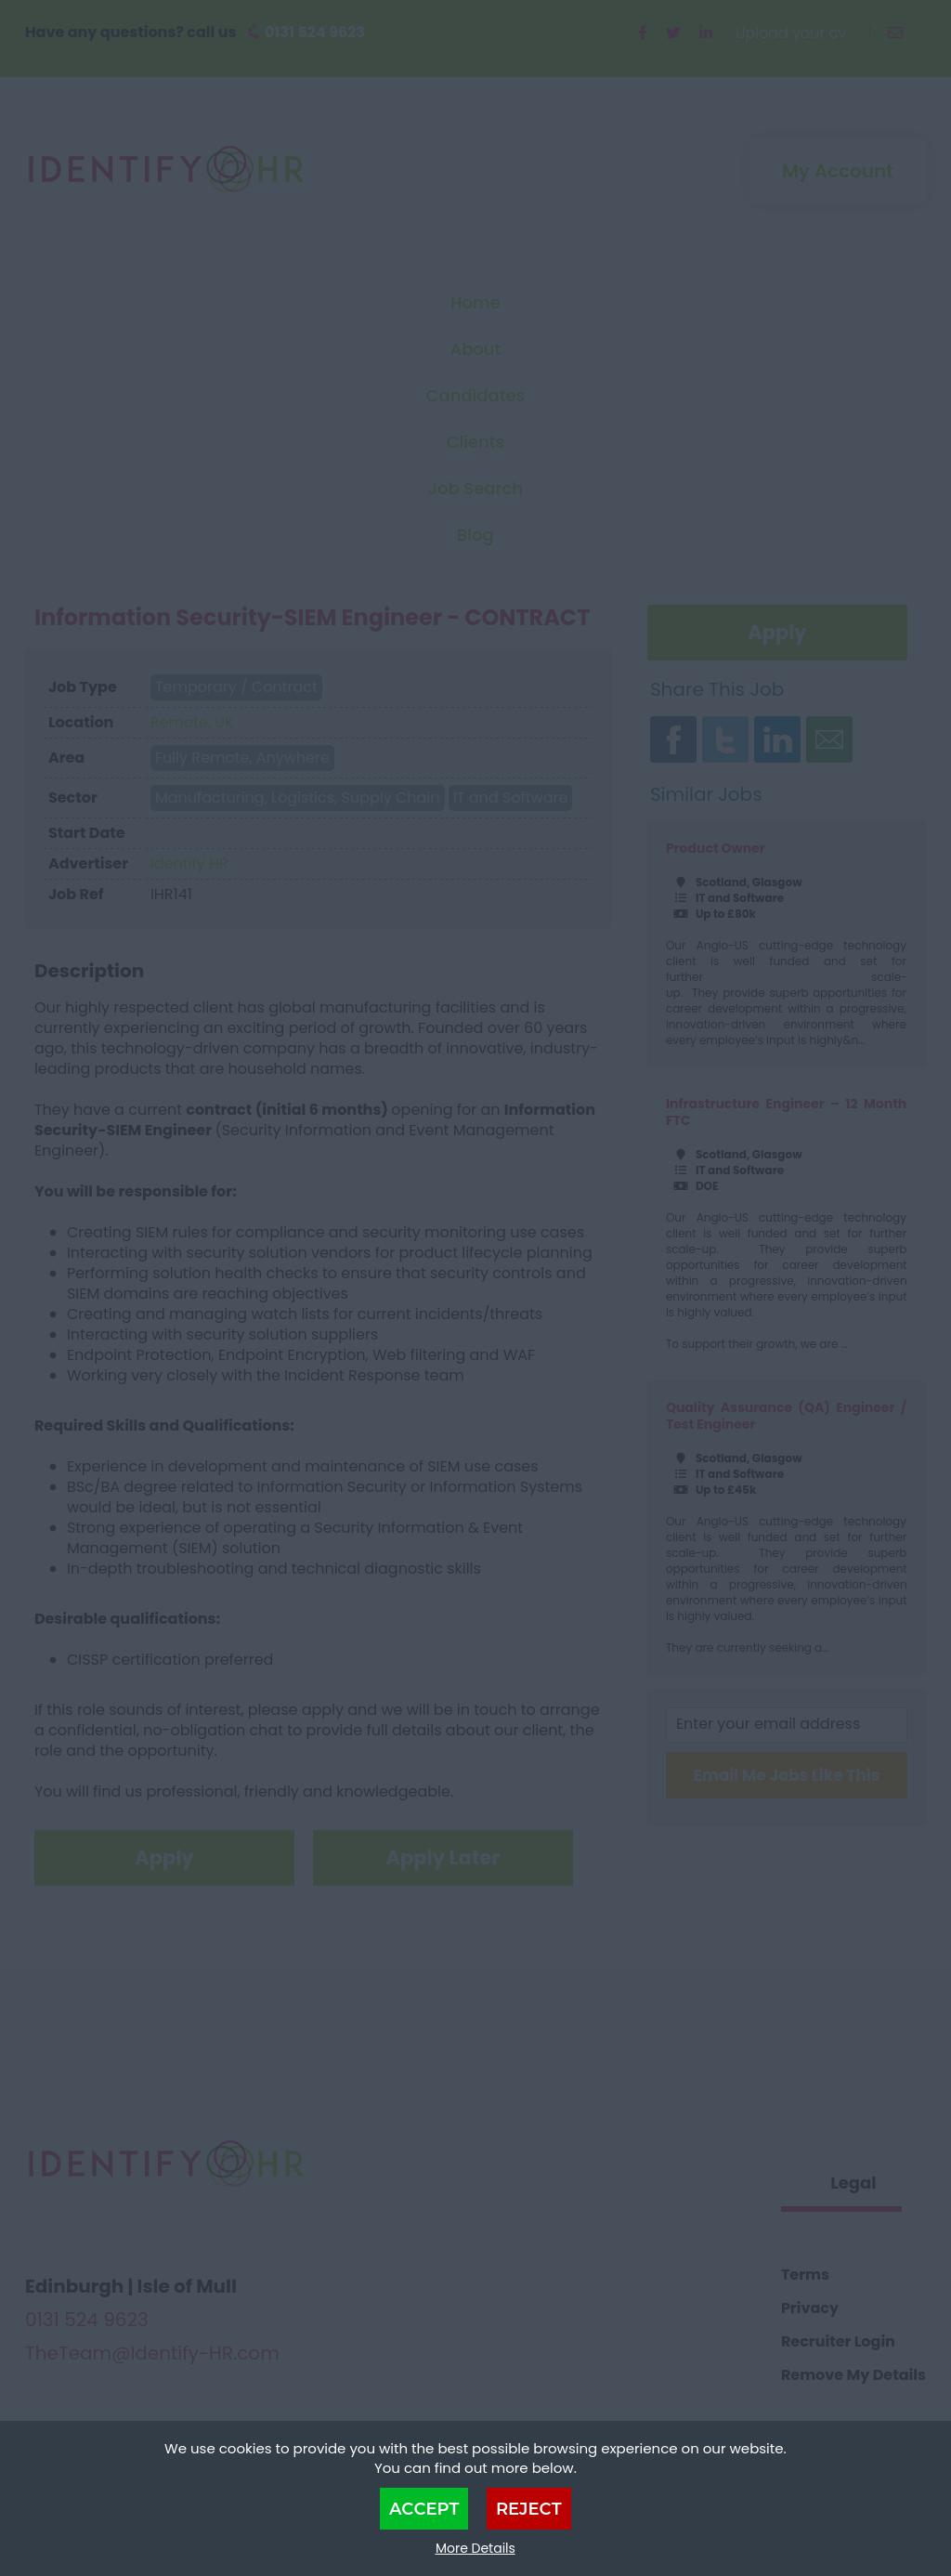 Have any questions? call us 0131 524 9623
Upload your cv
IDENTIFY HR
My Account
Home
About
Candidates
Clients
Job Search
Blog
Information Security-SIEM Engineer - CONTRACT
Job Type Temporary / Contract
Location Remote, UK
Area Fully Remote, Anywhere
Sector Manufacturing, Logistics, Supply Chain IT and Software
Start Date
Advertiser Identify HR
Job Ref IHR141
Description
Our highly respected client has global manufacturing facilities and is
currently experiencing an exciting period of growth. Founded over 60 years
ago, this technology-driven company has a breadth of innovative, industry-
leading products that are household names.
They have a current contract (initial 6 months) opening for an Information
Security-SIEM Engineer (Security Information and Event Management
Engineer).
You will be responsible for:
Creating SIEM rules for compliance and security monitoring use cases
Interacting with security solution vendors for product lifecycle planning
Performing solution health checks to ensure that security controls and
SIEM domains are reaching objectives
Creating and managing watch lists for current incidents/threats
Interacting with security solution suppliers
Endpoint Protection, Endpoint Encryption, Web filtering and WAF
Working very closely with the Incident Response team
Required Skills and Qualifications:
Experience in development and maintenance of SIEM use cases
BSc/BA degree related to Information Security or Information Systems
would be ideal, but is not essential
Strong experience of operating a Security Information & Event
Management (SIEM) solution
In-depth troubleshooting and technical diagnostic skills
Desirable qualifications:
CISSP certification preferred
If this role sounds of interest, please apply and we will be in touch to arrange
a confidential, no-obligation chat to provide full details about our client, the
role and the opportunity.
You will find us professional, friendly and knowledgeable.
Apply
Apply Later
Apply
Share This Job
Similar Jobs
Product Owner
Scotland, Glasgow
IT and Software
Up to £80k
Our Anglo-US cutting-edge technology
client is well funded and set for
further scale-
up. They provide superb opportunities for
career development within a progressive,
innovation-driven environment where
every employee's input is highly&n...
Infrastructure Engineer – 12 Month
FTC
Scotland, Glasgow
IT and Software
DOE
Our Anglo-US cutting-edge technology
client is well funded and set for further
scale-up. They provide superb
opportunities for career development
within a progressive, innovation-driven
environment where every employee's input
is highly valued.
To support their growth, we are ...
Quality Assurance (QA) Engineer /
Test Engineer
Scotland, Glasgow
IT and Software
Up to £45k
Our Anglo-US cutting-edge technology
client is well funded and set for further
scale-up. They provide superb
opportunities for career development
within a progressive, innovation-driven
environment where every employee's input
is highly valued.
They are currently seeking a...
Enter your email address
Email Me Jobs Like This
IDENTIFY HR
Edinburgh | Isle of Mull
0131 524 9623
TheTeam@Identify-HR.com
Legal
Terms
Privacy
Recruiter Login
Remove My Details
We use cookies to provide you with the best possible browsing experience on our website.
You can find out more below.
ACCEPT REJECT
More Details